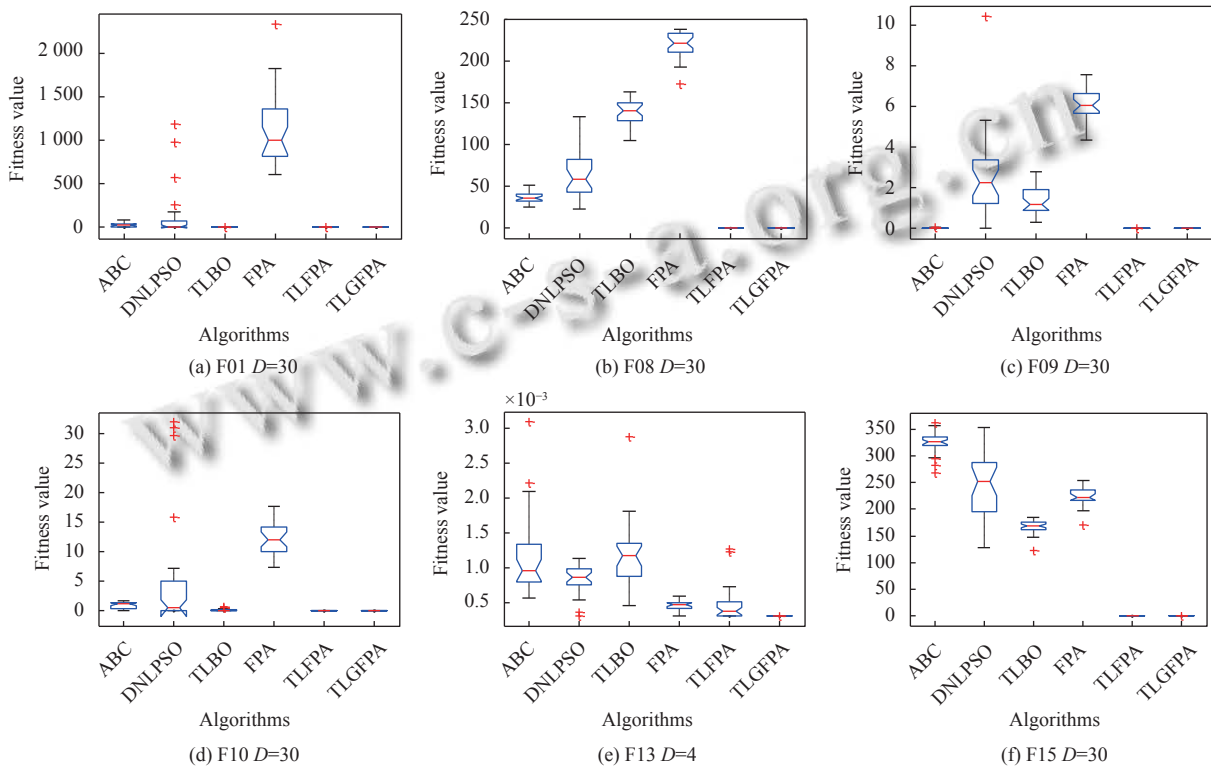 2 000
1 500
1 000
500
0
Fitness value
ABC
DNLPSO
TLBO
FPA
TLFPA
TLGFPA
Algorithms
(a) F01 D=30
250
200
150
100
50
0
Fitness value
ABC
DNLPSO
TLBO
FPA
TLFPA
TLGFPA
Algorithms
(b) F08 D=30
10
8
6
4
2
0
Fitness value
ABC
DNLPSO
TLBO
FPA
TLFPA
TLGFPA
Algorithms
(c) F09 D=30
30
25
20
15
10
5
0
Fitness value
ABC
DNLPSO
TLBO
FPA
TLFPA
TLGFPA
Algorithms
(d) F10 D=30
×10⁻³
3.0
2.5
2.0
1.5
1.0
0.5
Fitness value
ABC
DNLPSO
TLBO
FPA
TLFPA
TLGFPA
Algorithms
(e) F13 D=4
350
300
250
200
150
100
50
0
Fitness value
ABC
DNLPSO
TLBO
FPA
TLFPA
TLGFPA
Algorithms
(f) F15 D=30
www.c-s-a.org.cn